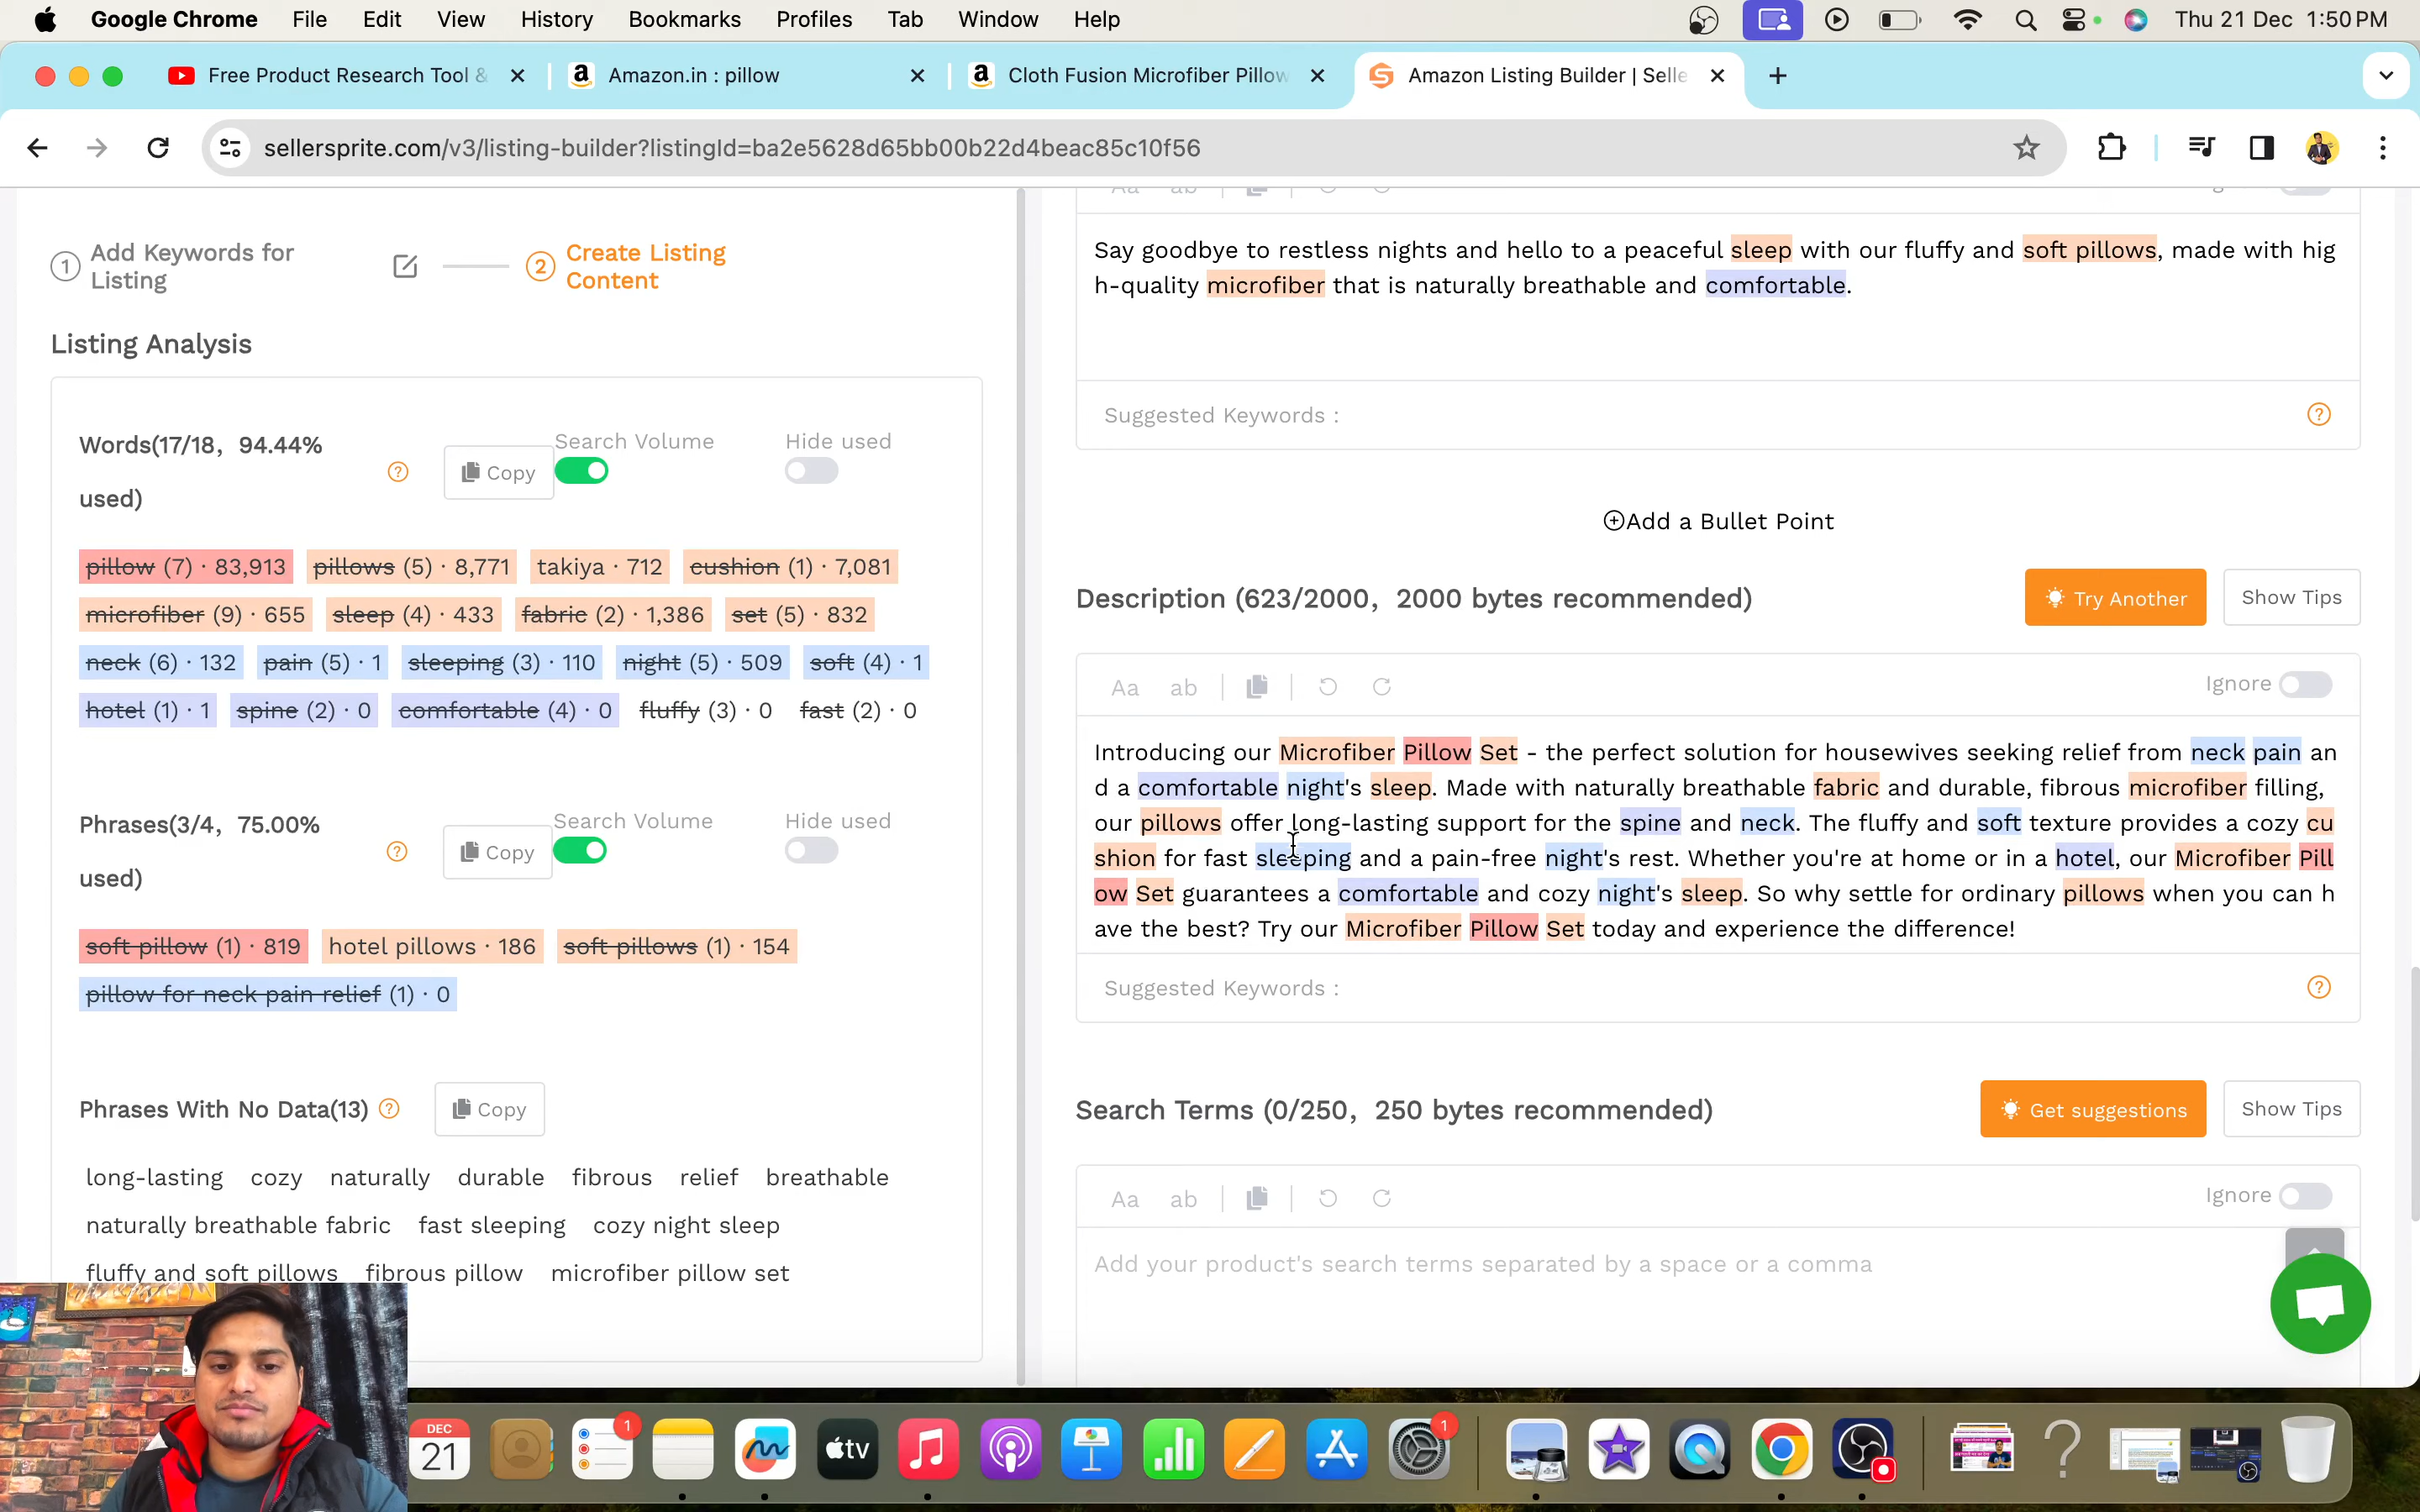 Google Chrome File Edit View History Bookmarks Profiles Tab Window Help Thu 21 Dec 1:50 PM
Free Product Research Tool & Amazon.in : pillow Cloth Fusion Microfiber Pillow Amazon Listing Builder | Selle
sellersprite.com/v3/listing-builder?listingId=ba2e5628d65bb00b22d4beac85c10f56
1 Add Keywords for
Listing
2 Create Listing
Content
Listing Analysis
Words(17/18, 94.44%
used)
Copy
Search Volume
Hide used
pillow (7) · 83,913 pillows (5) · 8,771 takiya · 712 cushion (1) · 7,081
microfiber (9) · 655 sleep (4) · 433 fabric (2) · 1,386 set (5) · 832
neck (6) · 132 pain (5) · 1 sleeping (3) · 110 night (5) · 509 soft (4) · 1
hotel (1) · 1 spine (2) · 0 comfortable (4) · 0 fluffy (3) · 0 fast (2) · 0
Phrases(3/4, 75.00%
used)
Copy
Search Volume
Hide used
soft pillow (1) · 819 hotel pillows · 186 soft pillows (1) · 154
pillow for neck pain relief (1) · 0
Phrases With No Data(13) Copy
long-lasting cozy naturally durable fibrous relief breathable
naturally breathable fabric fast sleeping cozy night sleep
fluffy and soft pillows fibrous pillow microfiber pillow set
Aa ab
Say goodbye to restless nights and hello to a peaceful sleep with our fluffy and soft pillows, made with hig
h-quality microfiber that is naturally breathable and comfortable.
Suggested Keywords :
Add a Bullet Point
Description (623/2000, 2000 bytes recommended) Try Another Show Tips
Aa ab Ignore
Introducing our Microfiber Pillow Set - the perfect solution for housewives seeking relief from neck pain an
d a comfortable night's sleep. Made with naturally breathable fabric and durable, fibrous microfiber filling,
our pillows offer long-lasting support for the spine and neck. The fluffy and soft texture provides a cozy cu
shion for fast sleeping and a pain-free night's rest. Whether you're at home or in a hotel, our Microfiber Pill
ow Set guarantees a comfortable and cozy night's sleep. So why settle for ordinary pillows when you can h
ave the best? Try our Microfiber Pillow Set today and experience the difference!
Suggested Keywords :
Search Terms (0/250, 250 bytes recommended) Get suggestions Show Tips
Aa ab Ignore
Add your product's search terms separated by a space or a comma
DEC
21
1
tv
1